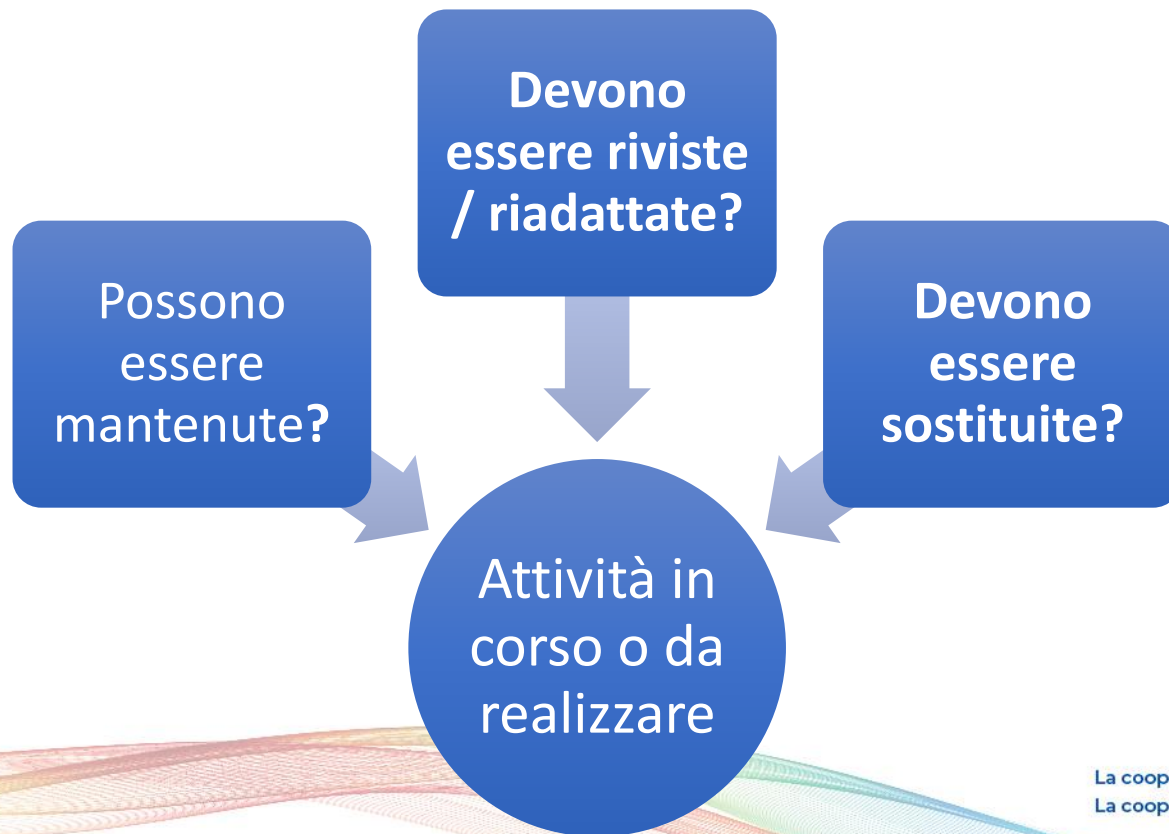 Devono
essere riviste
/ riadattate?
Possono
essere
mantenute?
Devono
essere
sostituite?
Attività in
corso o da
realizzare
La coop
La coop